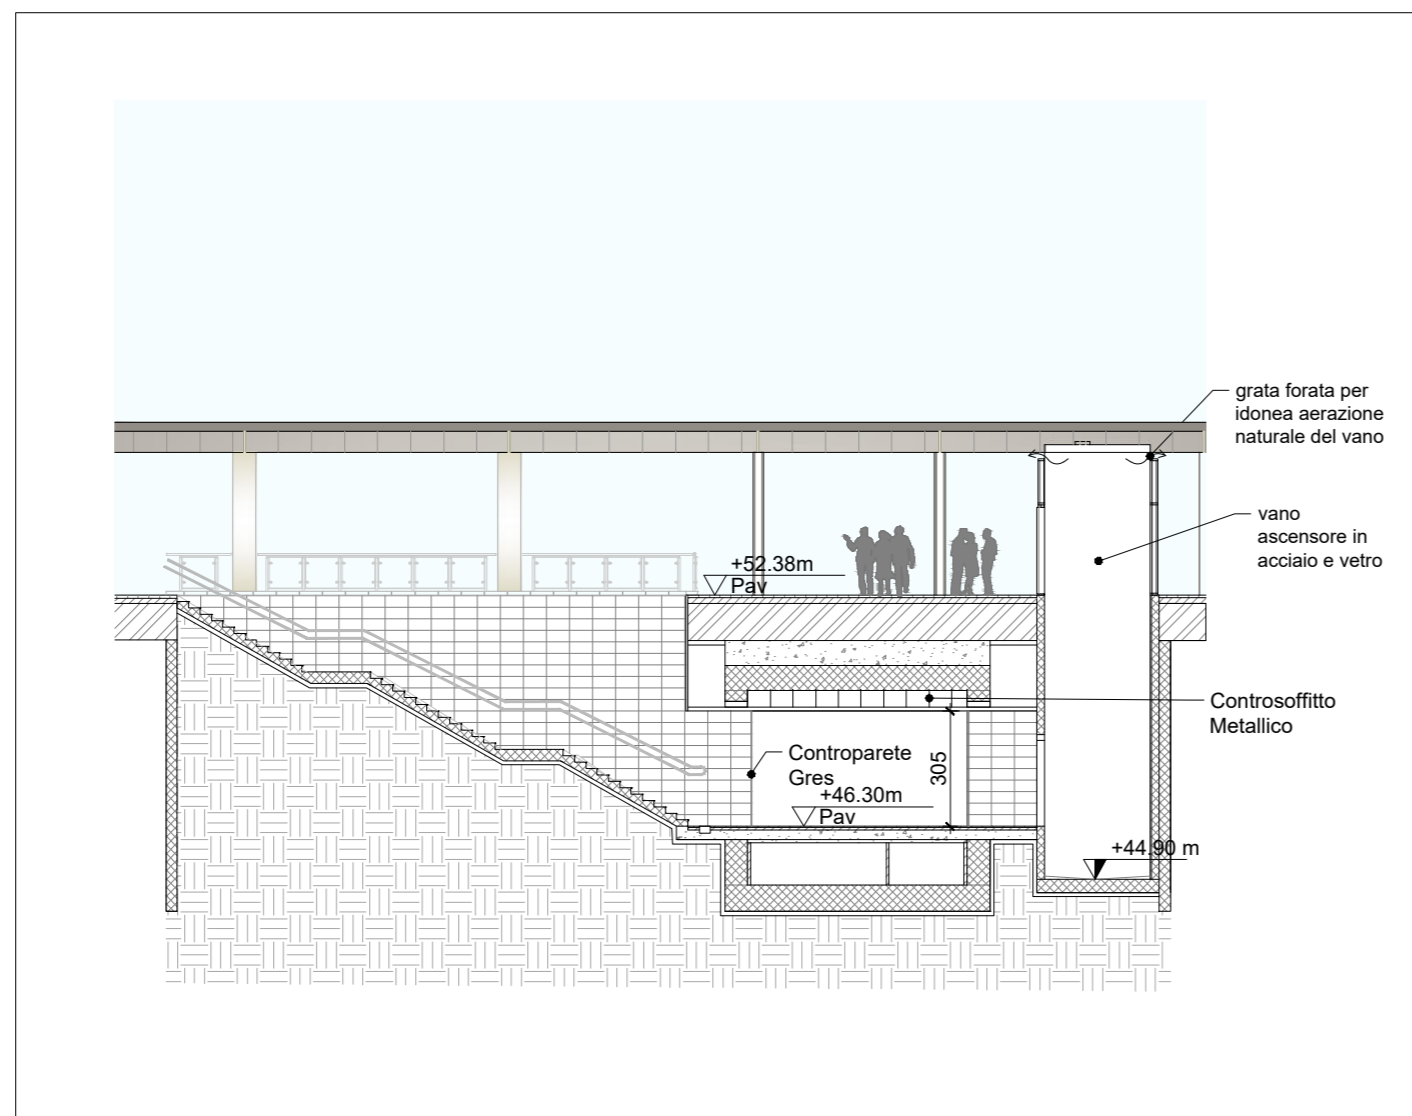 grata forata per
idonea aerazione
naturale del vano
vano
ascensore in
acciaio e vetro
+52.38m
Pav
Controsoffitto
Metallico
Controparete
Gres
305
+46.30m
Pav
+44.90 m